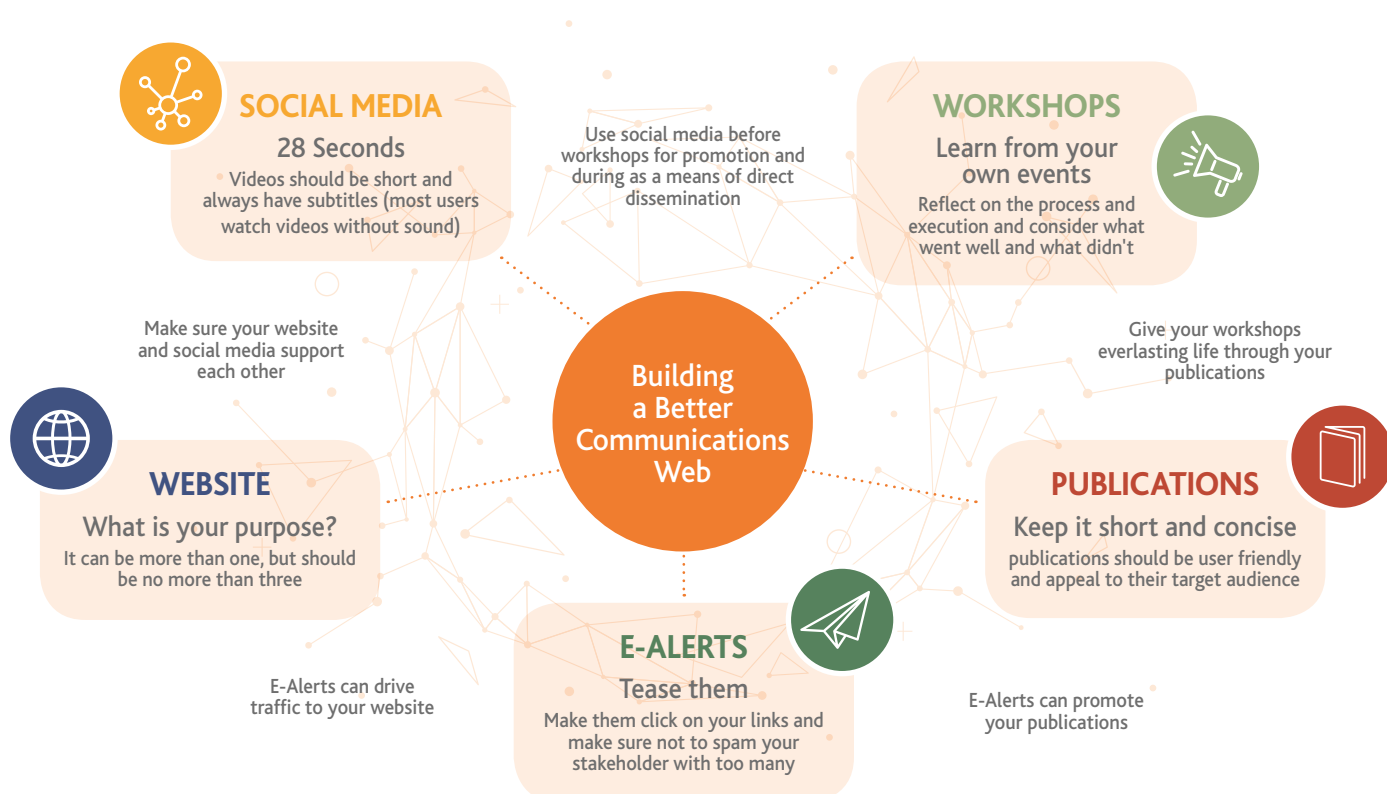 SOCIAL MEDIA
28 Seconds
Videos should be short and
always have subtitles (most users
watch videos without sound)
Use social media before
workshops for promotion and
during as a means of direct
dissemination
WORKSHOPS
Learn from your
own events
Reflect on the process and
execution and consider what
went well and what didn't
Make sure your website
and social media support
each other
Building
a Better
Communications
Web
Give your workshops
everlasting life through your
publications
WEBSITE
What is your purpose?
It can be more than one, but should
be no more than three
PUBLICATIONS
Keep it short and concise
publications should be user friendly
and appeal to their target audience
E-Alerts can drive
traffic to your website
E-ALERTS
Tease them
Make them click on your links and
make sure not to spam your
stakeholder with too many
E-Alerts can promote
your publications